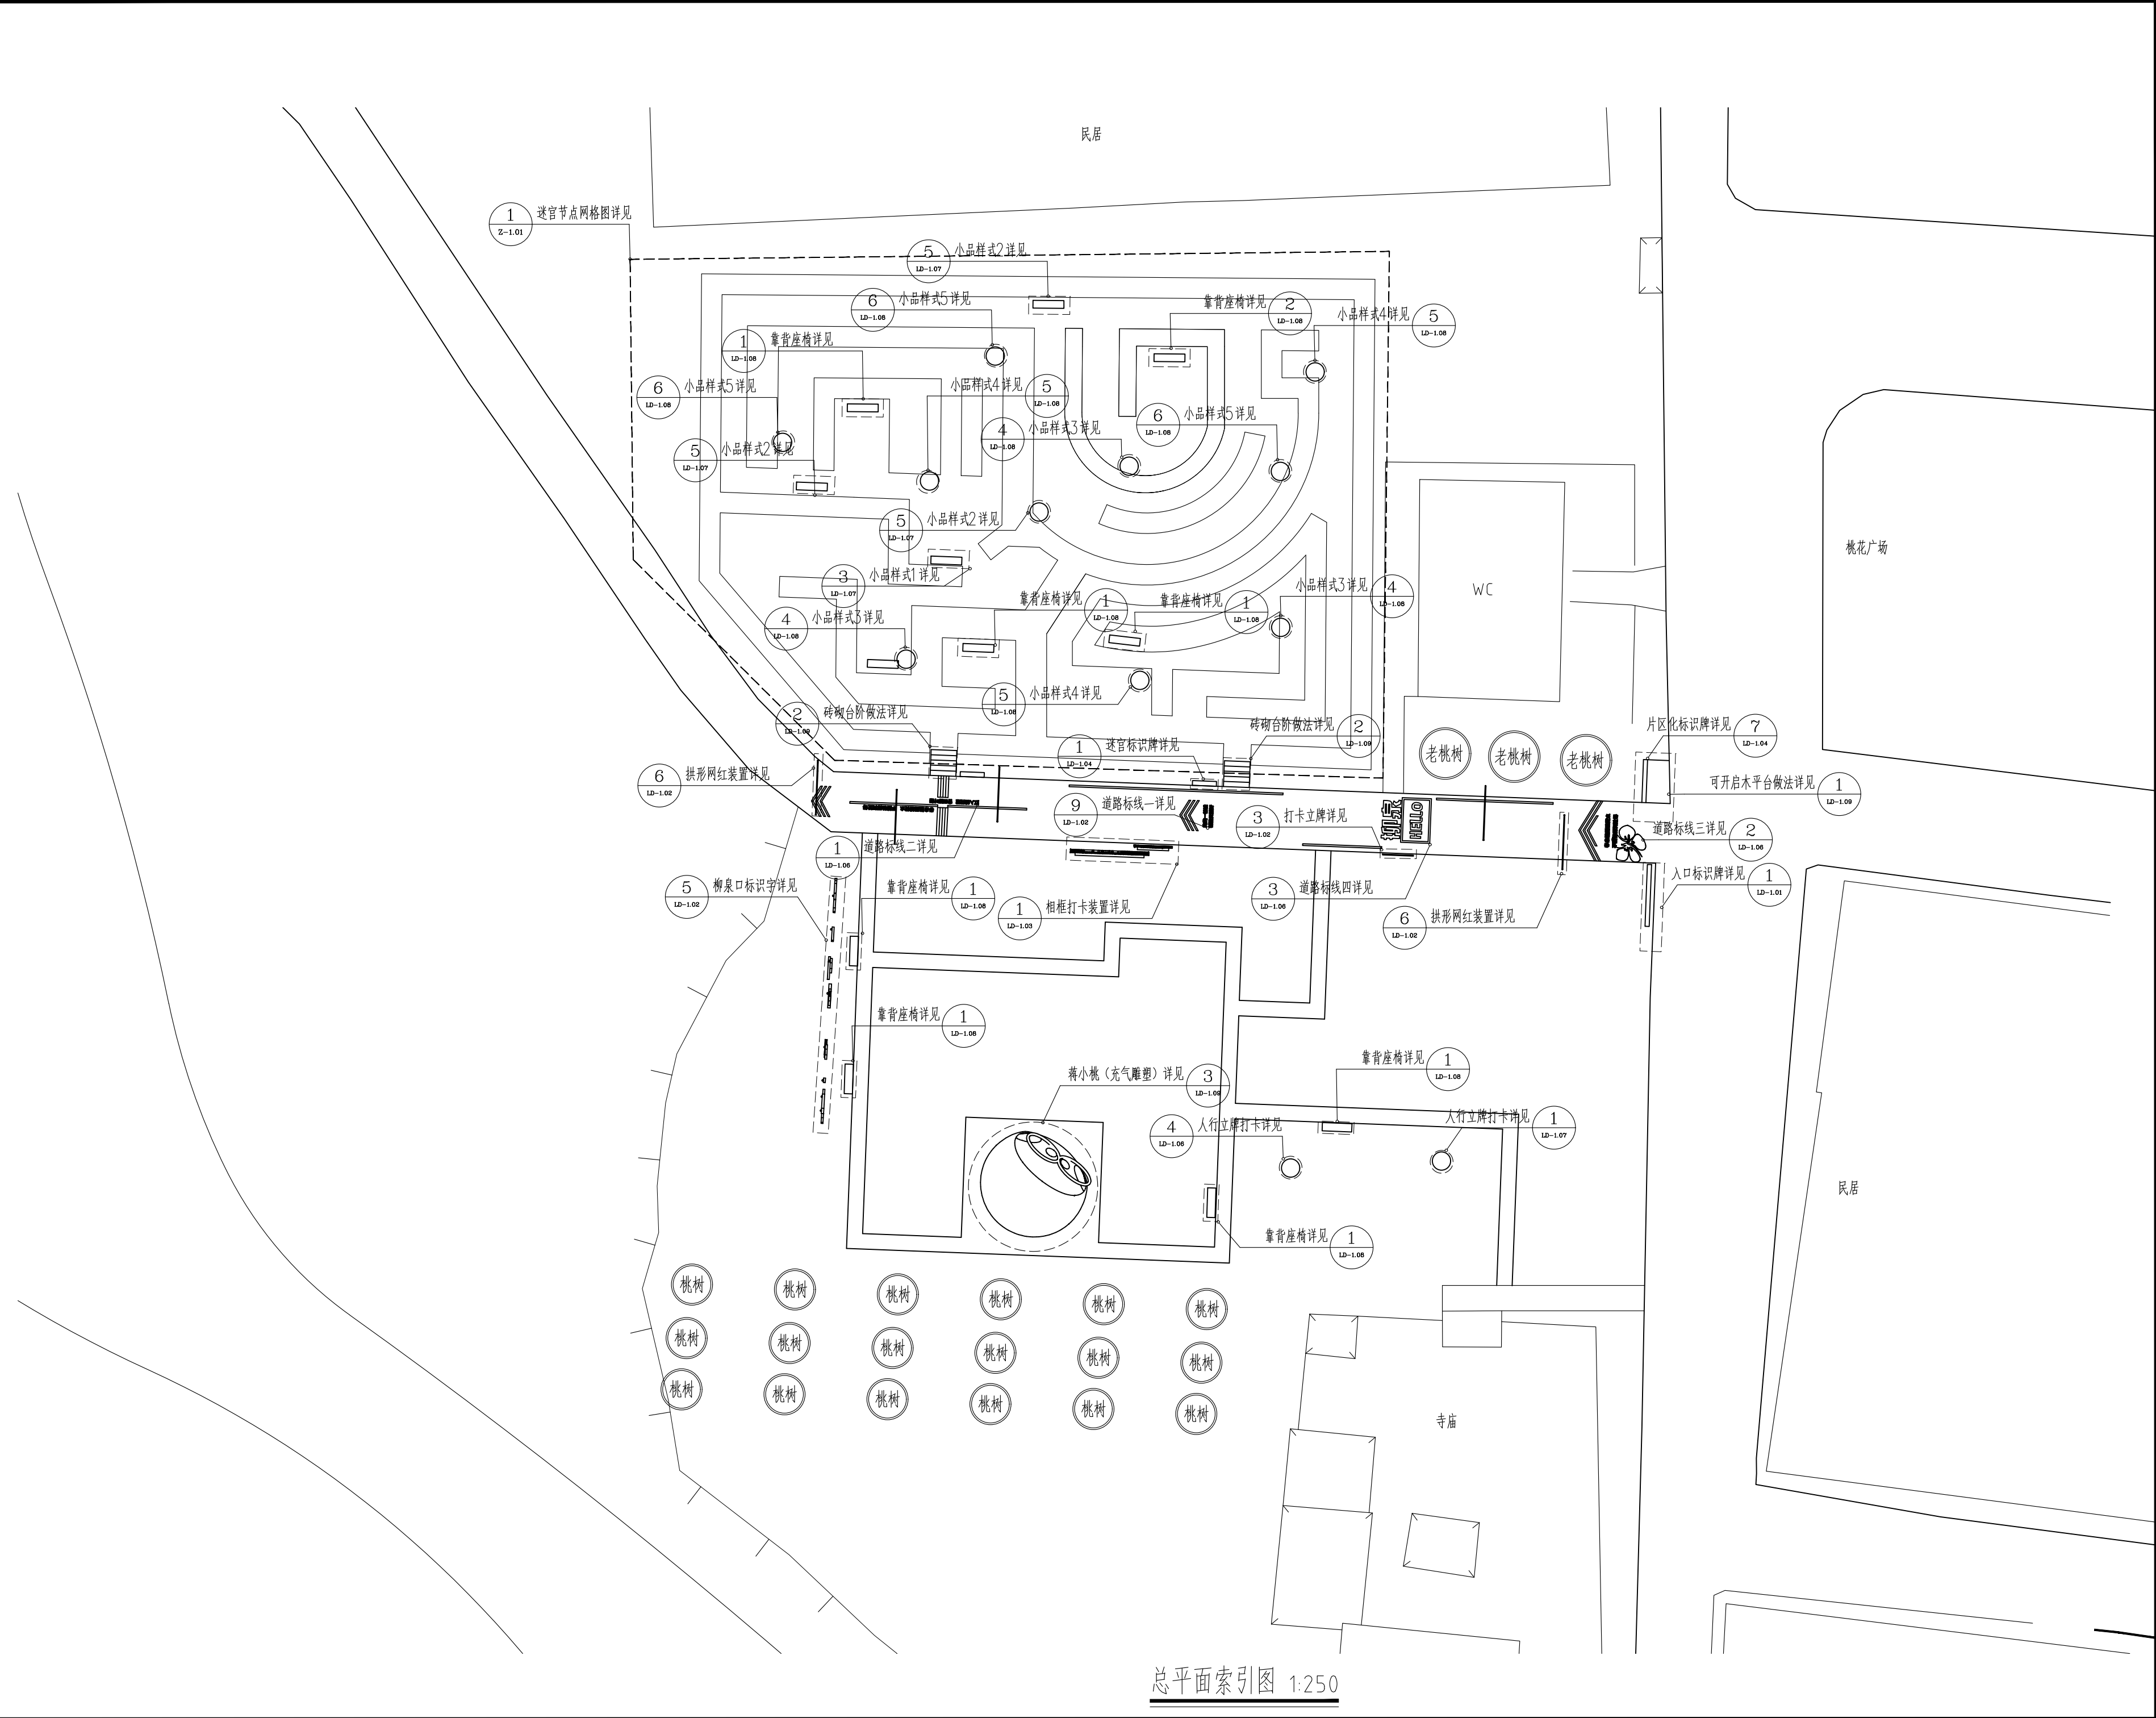 民居
1
Z-1.01
迷宫节点网格图详见
5
LD-1.07
小品样式2详见
6
LD-1.08
小品样式5详见
靠背座椅详见
2
LD-1.08
小品样式4详见
5
LD-1.08
1
LD-1.08
靠背座椅详见
6
LD-1.08
小品样式5详见
小品样式4详见
5
LD-1.08
4
LD-1.08
小品样式3详见
6
LD-1.08
小品样式5详见
5
LD-1.07
小品样式2详见
5
LD-1.07
小品样式2详见
桃花广场
3
LD-1.07
小品样式1详见
WC
靠背座椅详见
1
LD-1.08
靠背座椅详见
1
LD-1.08
小品样式3详见
4
LD-1.08
4
LD-1.08
小品样式3详见
5
LD-1.08
小品样式4详见
2
LD-1.09
砖砌台阶做法详见
1
LD-1.04
迷宫标识牌详见
砖砌台阶做法详见
2
LD-1.09
老桃树
老桃树
老桃树
片区化标识牌详见
7
LD-1.04
6
LD-1.02
拱形网红装置详见
可开启木平台做法详见
1
LD-1.09
9
LD-1.02
道路标线一详见
3
LD-1.02
打卡立牌详见
柳泉
HOTEIH
道路标线三详见
2
LD-1.06
1
LD-1.06
道路标线二详见
5
LD-1.02
柳泉口标识字详见
靠背座椅详见
1
LD-1.08
1
LD-1.03
相框打卡装置详见
3
LD-1.06
道路标线四详见
6
LD-1.02
拱形网红装置详见
入口标识牌详见
1
LD-1.01
靠背座椅详见
1
LD-1.08
蒋小桃（充气雕塑）详见
3
LD-1.09
靠背座椅详见
1
LD-1.08
4
LD-1.06
人行立牌打卡详见
人行立牌打卡详见
1
LD-1.07
民居
靠背座椅详见
1
LD-1.08
桃树 桃树 桃树 桃树 桃树 桃树
桃树 桃树 桃树 桃树 桃树 桃树
桃树 桃树 桃树 桃树 桃树 桃树
寺庙
总平面索引图 1:250